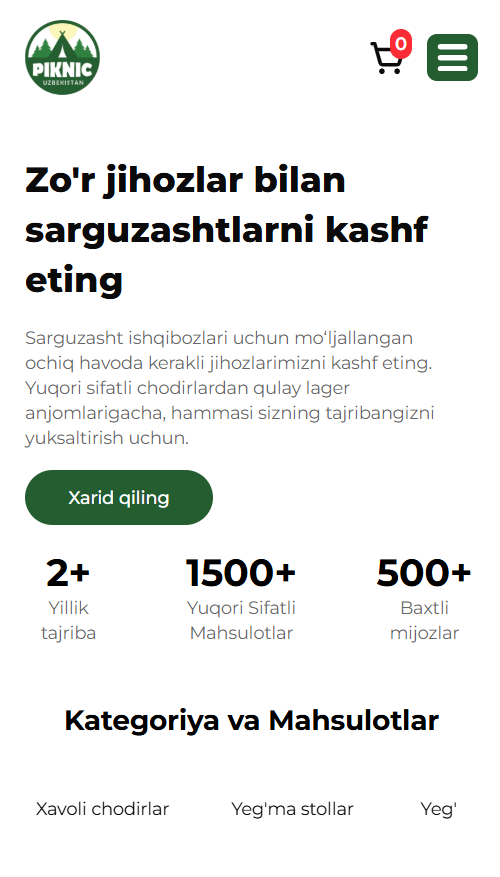 PIKNIC
UZBEKISTAN
0
Zo'r jihozlar bilan
sarguzashtlarni kashf
eting
Sarguzasht ishqibozlari uchun moʻljallangan
ochiq havoda kerakli jihozlarimizni kashf eting.
Yuqori sifatli chodirlardan qulay lager
anjomlarigacha, hammasi sizning tajribangizni
yuksaltirish uchun.
Xarid qiling
2+ 1500+ 500+
Yillik Yuqori Sifatli Baxtli
tajriba Mahsulotlar mijozlar
Kategoriya va Mahsulotlar
Xavoli chodirlar Yeg'ma stollar Yeg'